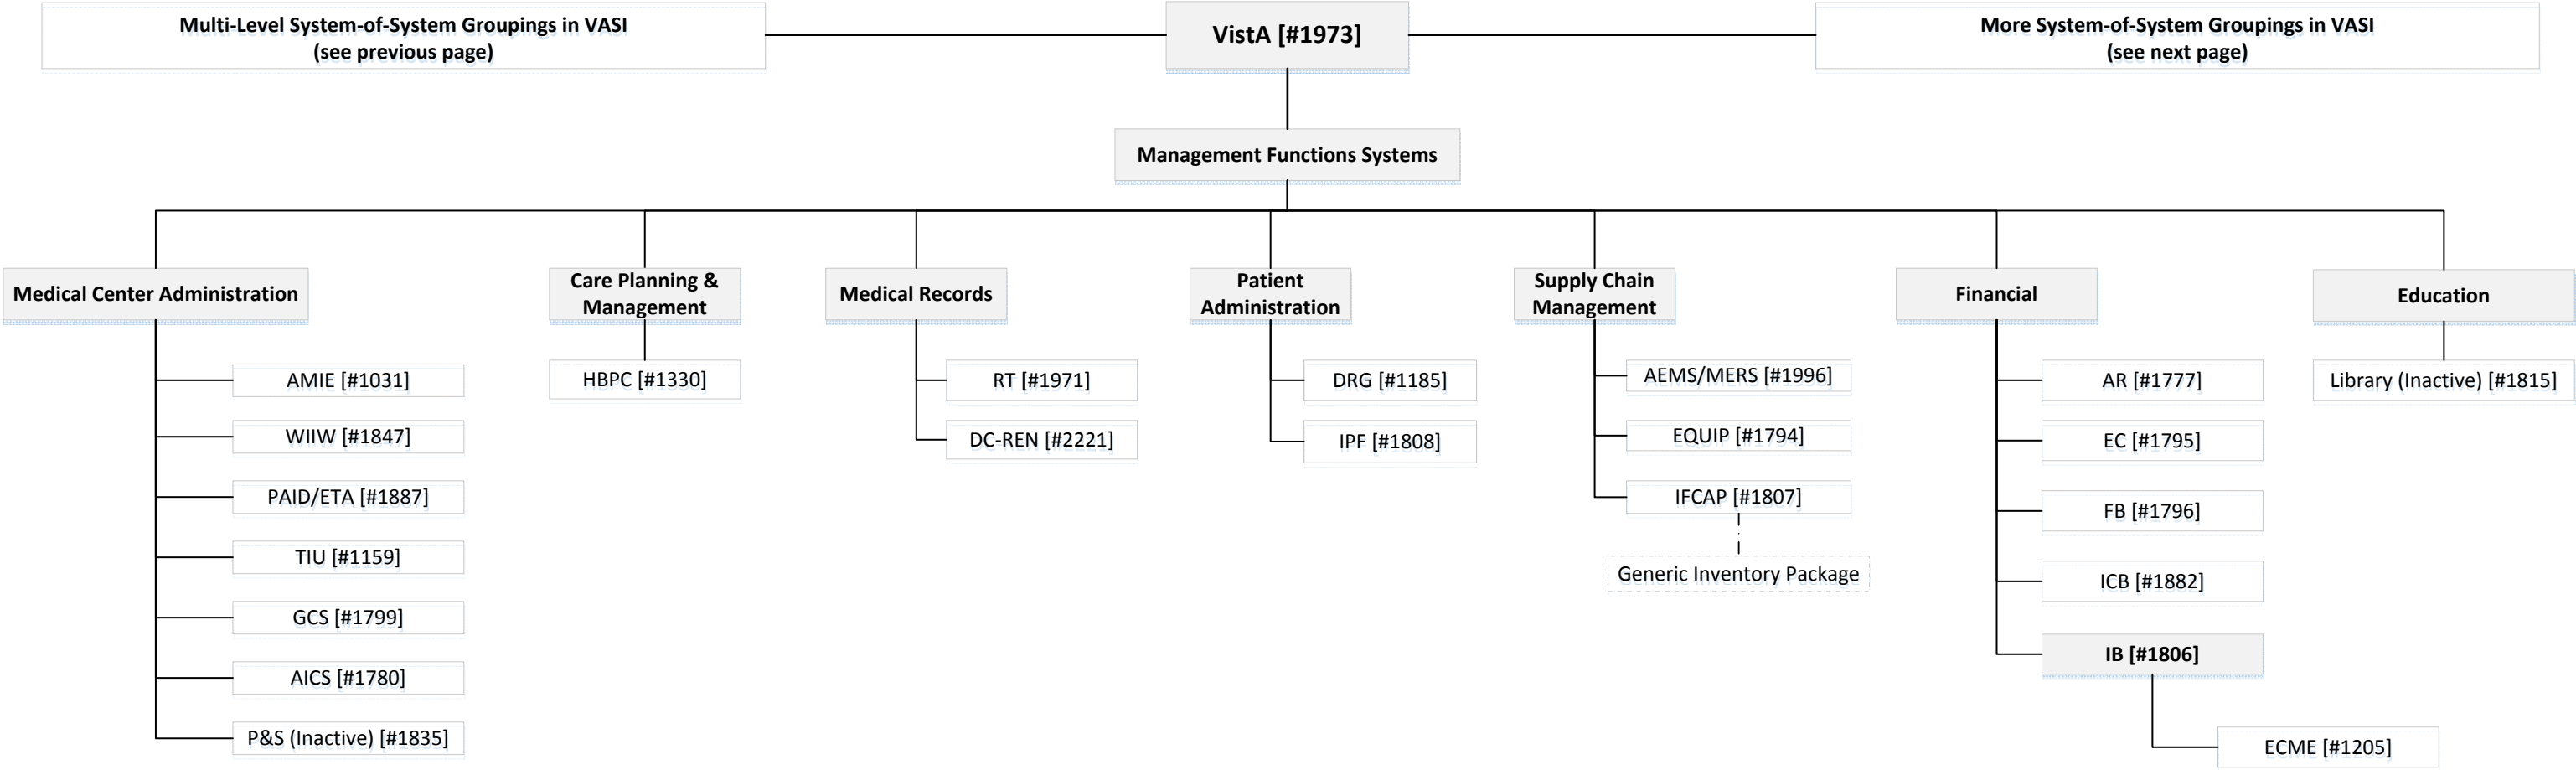 Multi-Level System-of-System Groupings in VASI
(see previous page)
VistA [#1973]
More System-of-System Groupings in VASI
(see next page)
Management Functions Systems
Medical Center Administration
AMIE [#1031]
WIIW [#1847]
PAID/ETA [#1887]
TIU [#1159]
GCS [#1799]
AICS [#1780]
P&S (Inactive) [#1835]
Care Planning &
Management
HBPC [#1330]
Medical Records
RT [#1971]
DC-REN [#2221]
Patient
Administration
DRG [#1185]
IPF [#1808]
Supply Chain
Management
AEMS/MERS [#1996]
EQUIP [#1794]
IFCAP [#1807]
Generic Inventory Package
Financial
AR [#1777]
EC [#1795]
FB [#1796]
ICB [#1882]
IB [#1806]
ECME [#1205]
Education
Library (Inactive) [#1815]